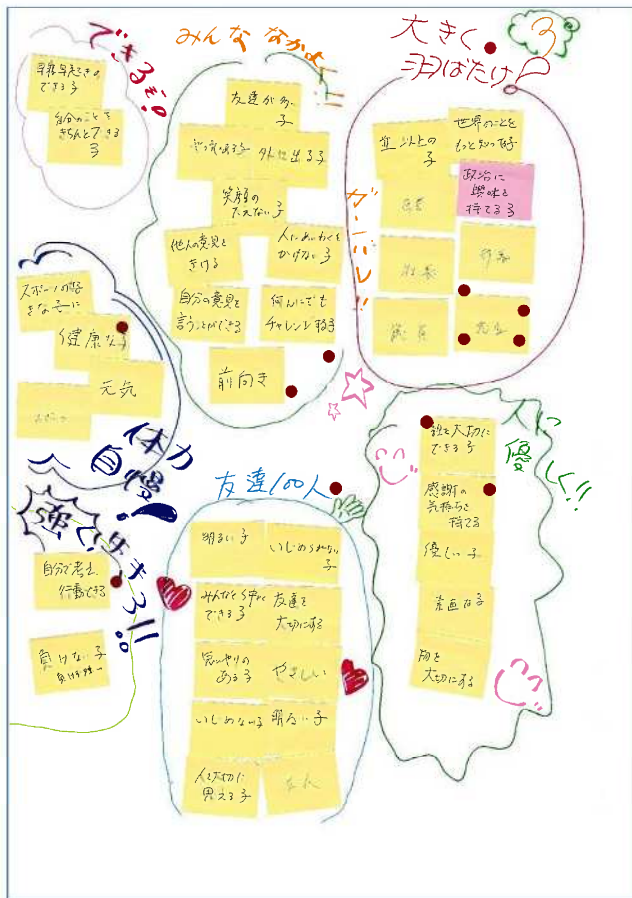 できるぞ!!
早寝早起きの
できる子
自分のことを
きちんとできる
子
みんな なかよく!!
友達が多い
子
外に出る子
笑顔の
たえない子
他人の意見を
きける
人にめいわくを
かけない子
自分の意見を
言うことができる
何んにでも
チャレンジする子
前向き
3
大きく
羽ばたけ!
ガンバレ!!
並以上の
子
世界のことを
もっと知って好
政治に
興味を
持てる子
スポーツの好
きな子に
健康な子
元気
体力
自慢!
強く生きろ!!
自分で考え
行動できる
負けない子
友達100人
明るい子
いじめられない
子
みんなと仲よく
できる子
友達を
大切にする
思いやりの
ある子
やさしい
いじめない子
明るい子
人を大切に
思える子
人に
優しく!!
親を大切に
できる子
感謝の
気持ちを
持てる
優しい子
素直な子
物を
大切にする